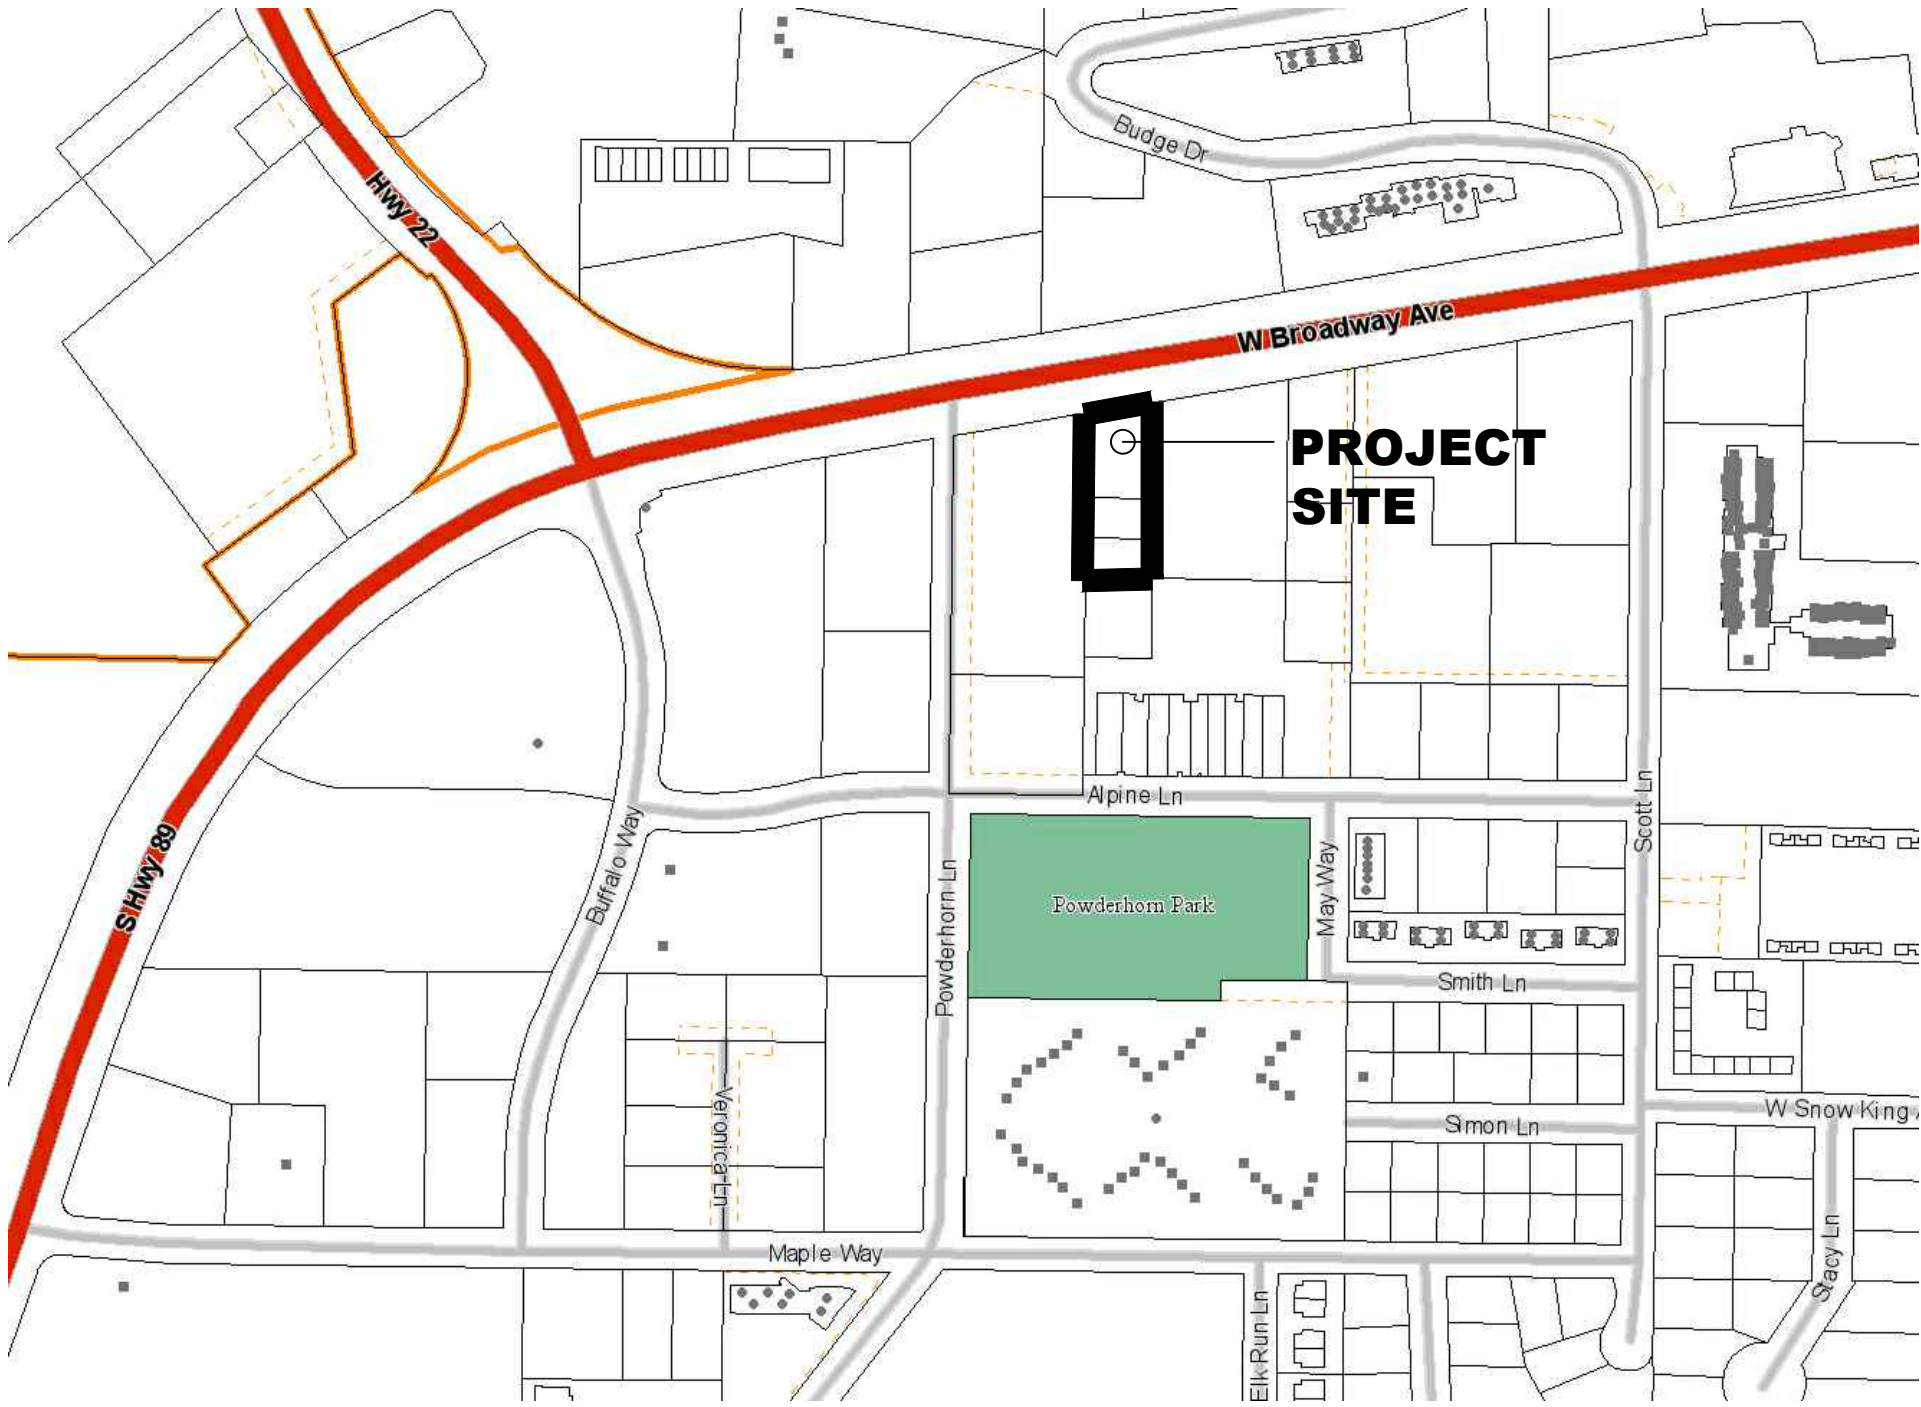 Budge Dr
Hwy 22
W Broadway Ave
PROJECT
SITE
Alpine Ln
Scott Ln
S Hwy 89
Buffalo Way
Powderhorn Ln
Powderhorn Park
May Way
Smith Ln
Veronica Ln
W Snow King A
Simon Ln
Maple Way
Stacy Ln
Elk Run Ln